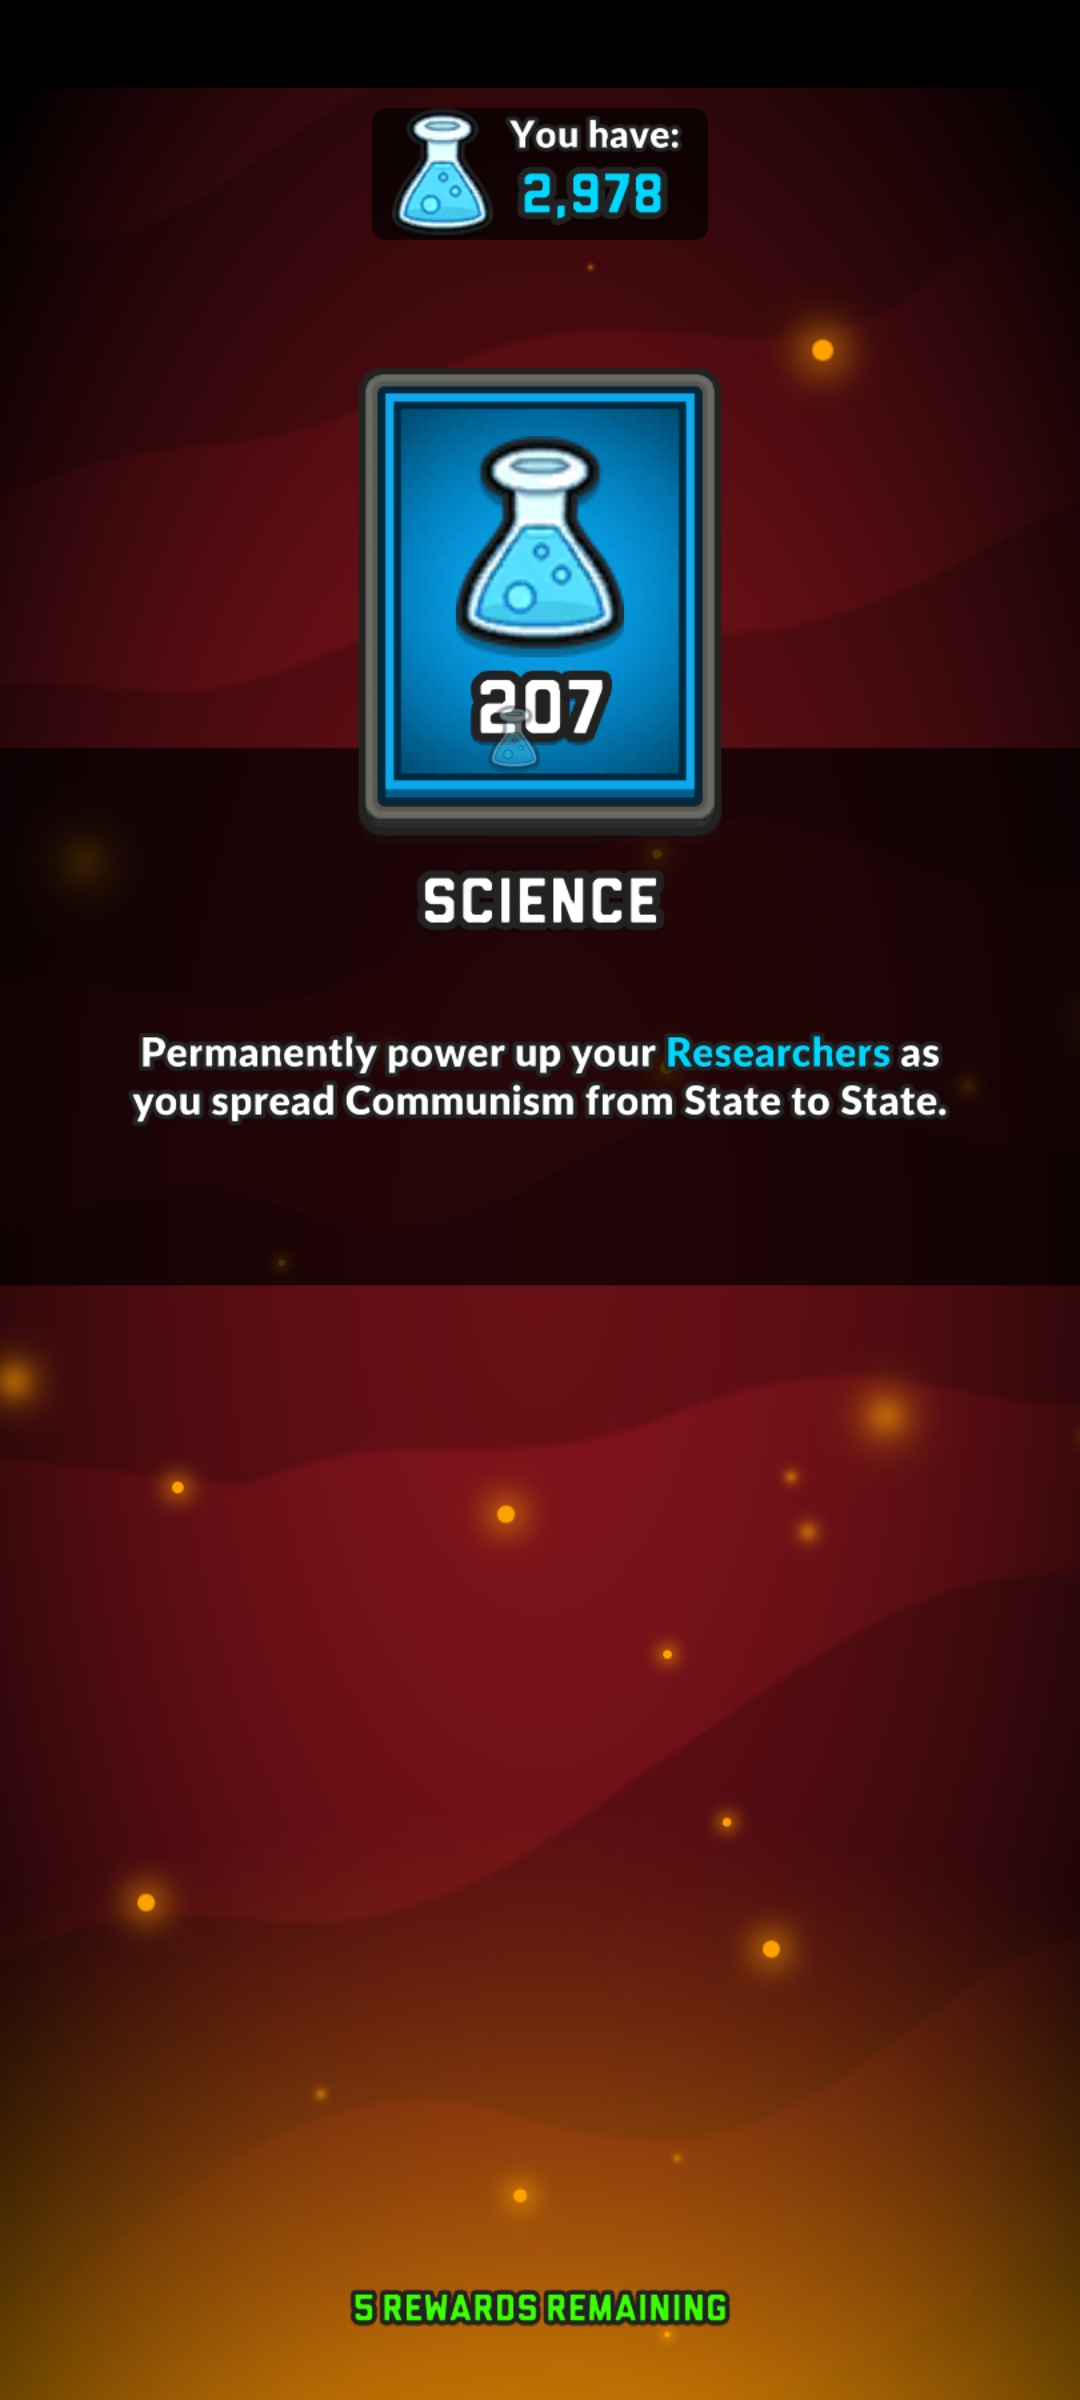 You have:
2,978
207
SCIENCE
Permanently power up your Researchers as
you spread Communism from State to State.
5 REWARDS REMAINING